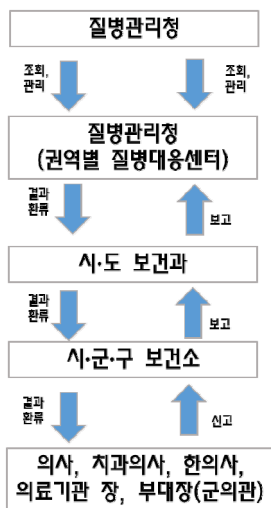 질병관리청
조회,
관리
조회,
관리
질병관리청
(권역별 질병대응센터)
결과
환류
보고
시·도 보건과
결과
환류
보고
시·군·구 보건소
결과
환류
신고
의사, 치과의사, 한의사,
의료기관 장, 부대장(군의관)